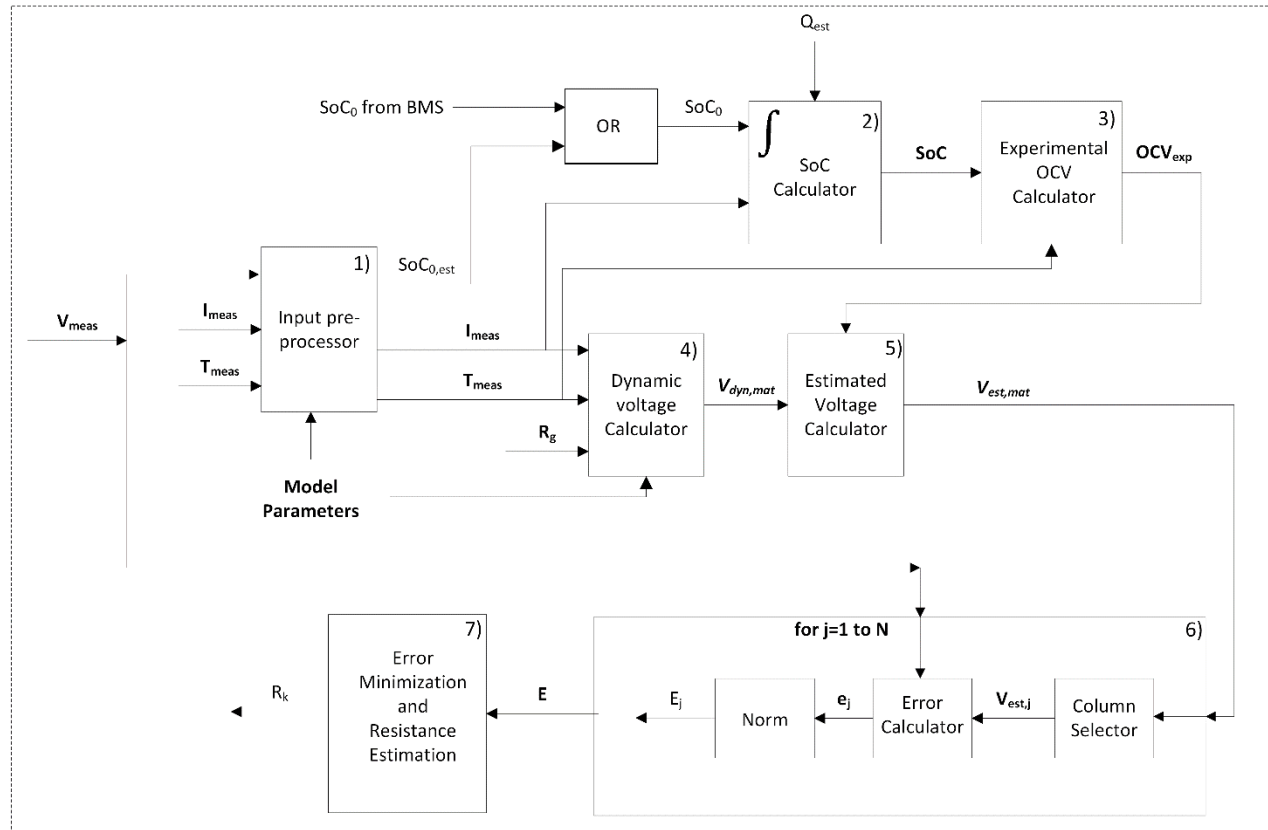 Q_est
SoC_0 from BMS
OR
SoC_0
∫
2)
SoC
Calculator
SoC
3)
Experimental
OCV
Calculator
OCV_exp
SoC_0,est
V_meas
I_meas
T_meas
1)
Input pre-
processor
I_meas
T_meas
R_g
Model
Parameters
4)
Dynamic
voltage
Calculator
V_dyn,mat
5)
Estimated
Voltage
Calculator
V_est,mat
R_k
7)
Error
Minimization
and
Resistance
Estimation
E
for j=1 to N
6)
E_j
Norm
e_j
Error
Calculator
V_est,j
Column
Selector